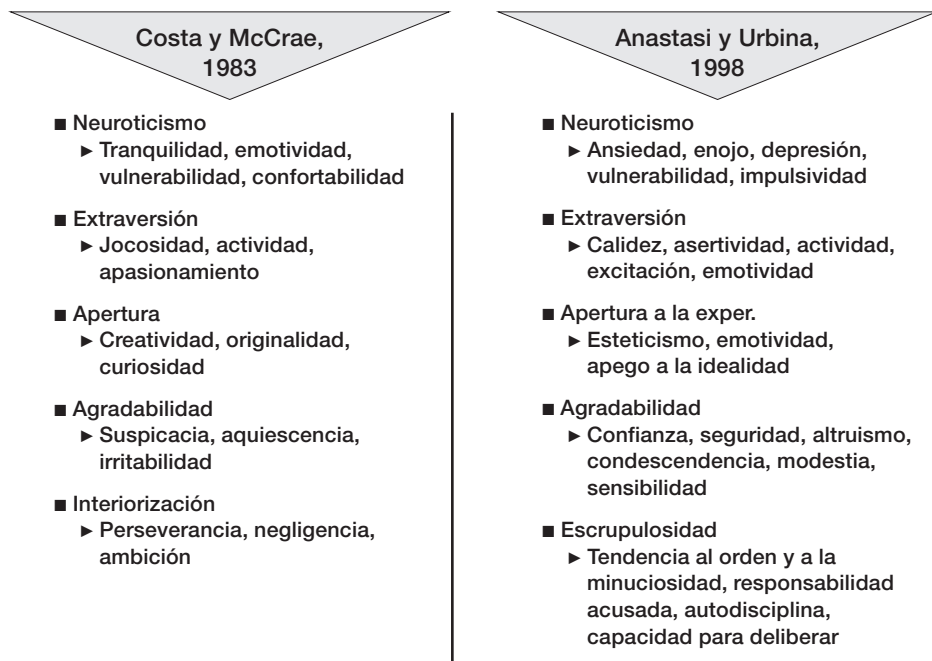 Costa y McCrae,
1983
■ Neuroticismo
► Tranquilidad, emotividad,
vulnerabilidad, confortabilidad
■ Extraversión
► Jocosidad, actividad,
apasionamiento
■ Apertura
► Creatividad, originalidad,
curiosidad
■ Agradabilidad
► Suspicacia, aquiescencia,
irritabilidad
■ Interiorización
► Perseverancia, negligencia,
ambición
Anastasi y Urbina,
1998
■ Neuroticismo
► Ansiedad, enojo, depresión,
vulnerabilidad, impulsividad
■ Extraversión
► Calidez, asertividad, actividad,
excitación, emotividad
■ Apertura a la exper.
► Esteticismo, emotividad,
apego a la idealidad
■ Agradabilidad
► Confianza, seguridad, altruismo,
condescendencia, modestia,
sensibilidad
■ Escrupulosidad
► Tendencia al orden y a la
minuciosidad, responsabilidad
acusada, autodisciplina,
capacidad para deliberar